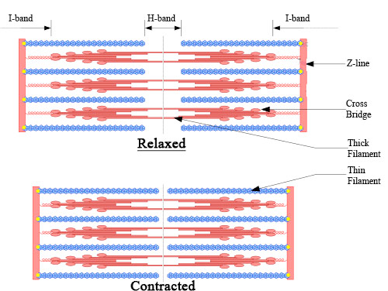 I-band
H-band
I-band
Z-line
Cross
Bridge
Relaxed
Thick
Filament
Thin
Filament
Contracted